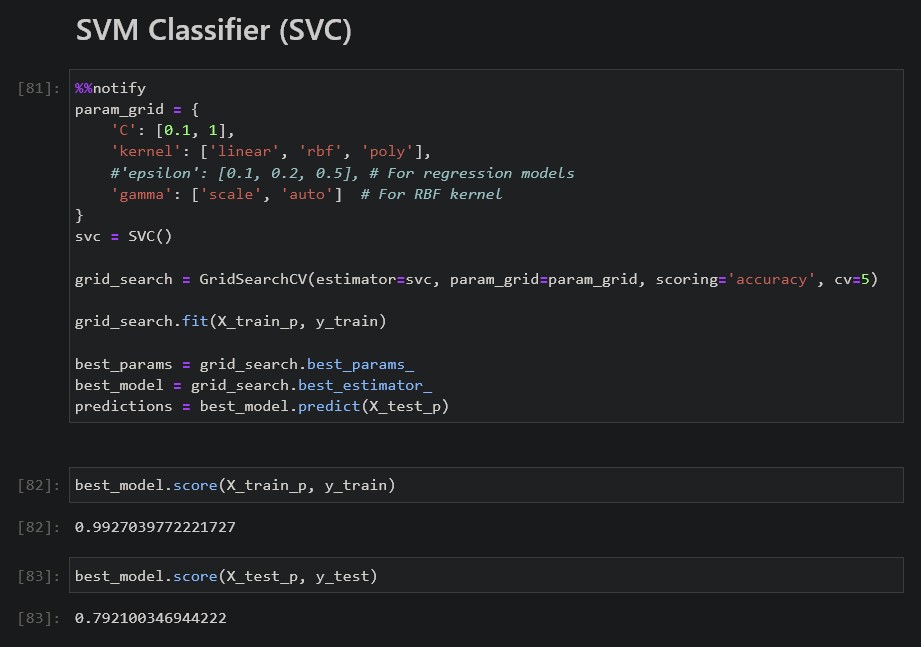 SVM Classifier (SVC)
[81]:
%%notify
param_grid = {
    'C': [0.1, 1],
    'kernel': ['linear', 'rbf', 'poly'],
    #'epsilon': [0.1, 0.2, 0.5], # For regression models
    'gamma': ['scale', 'auto']  # For RBF kernel
}
svc = SVC()
grid_search = GridSearchCV(estimator=svc, param_grid=param_grid, scoring='accuracy', cv=5)
grid_search.fit(X_train_p, y_train)
best_params = grid_search.best_params_
best_model = grid_search.best_estimator_
predictions = best_model.predict(X_test_p)
[82]: best_model.score(X_train_p, y_train)
[82]: 0.9927039772221727
[83]: best_model.score(X_test_p, y_test)
[83]: 0.792100346944222